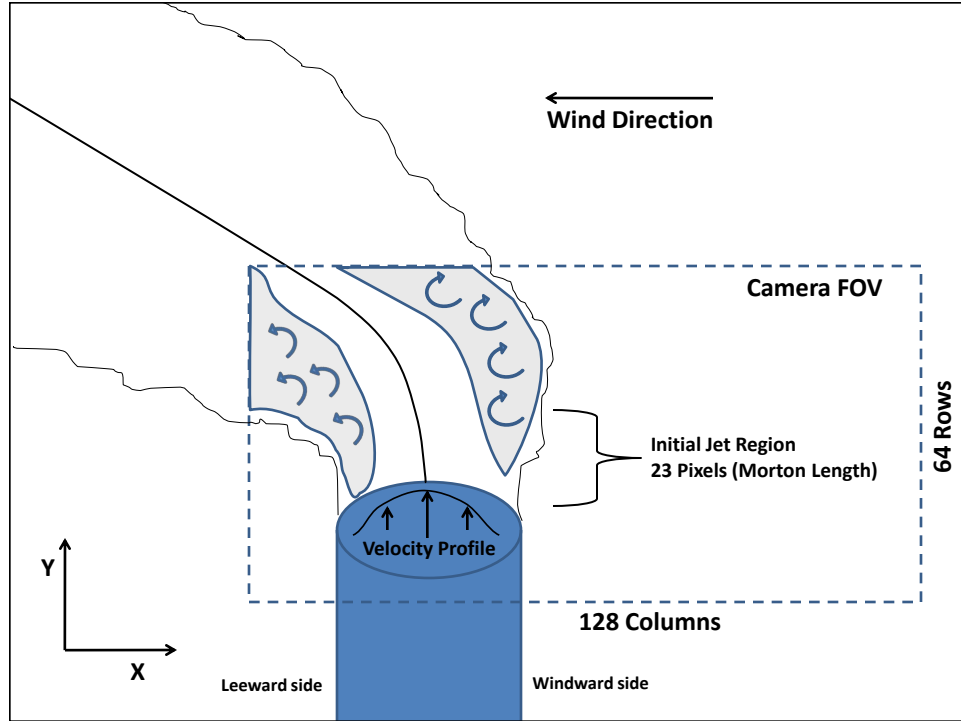 Wind Direction
Camera FOV
64 Rows
Initial Jet Region
23 Pixels (Morton Length)
Velocity Profile
Y
X
128 Columns
Leeward side
Windward side